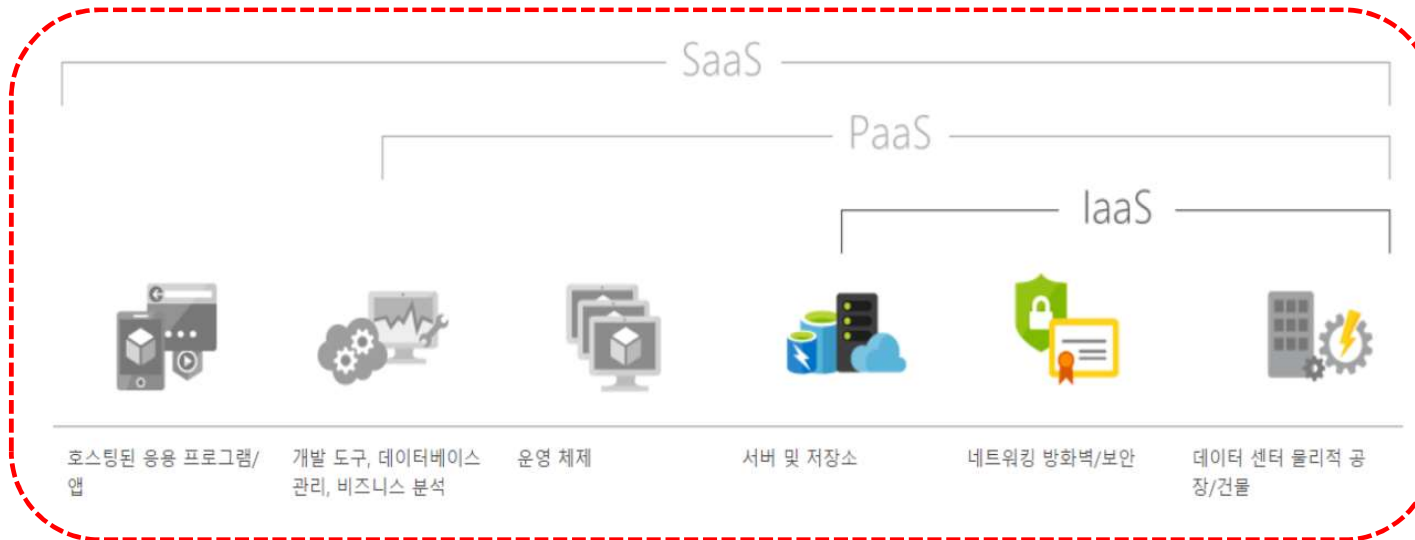 SaaS
PaaS
IaaS
호스팅된 응용 프로그램/
앱
개발 도구, 데이터베이스
관리, 비즈니스 분석
운영 체제
서버 및 저장소
네트워킹 방화벽/보안
데이터 센터 물리적 공
장/건물